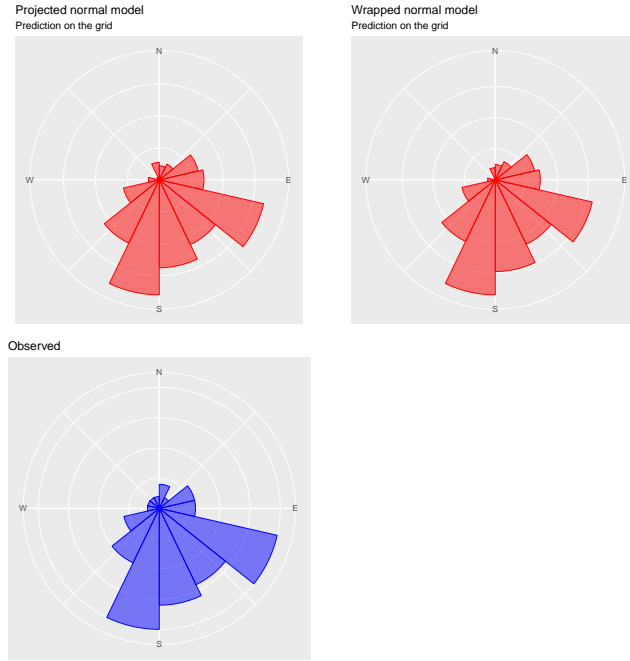 Projected normal model
Prediction on the grid
N
W
E
S
Wrapped normal model
Prediction on the grid
N
W
E
S
Observed
N
W
E
S